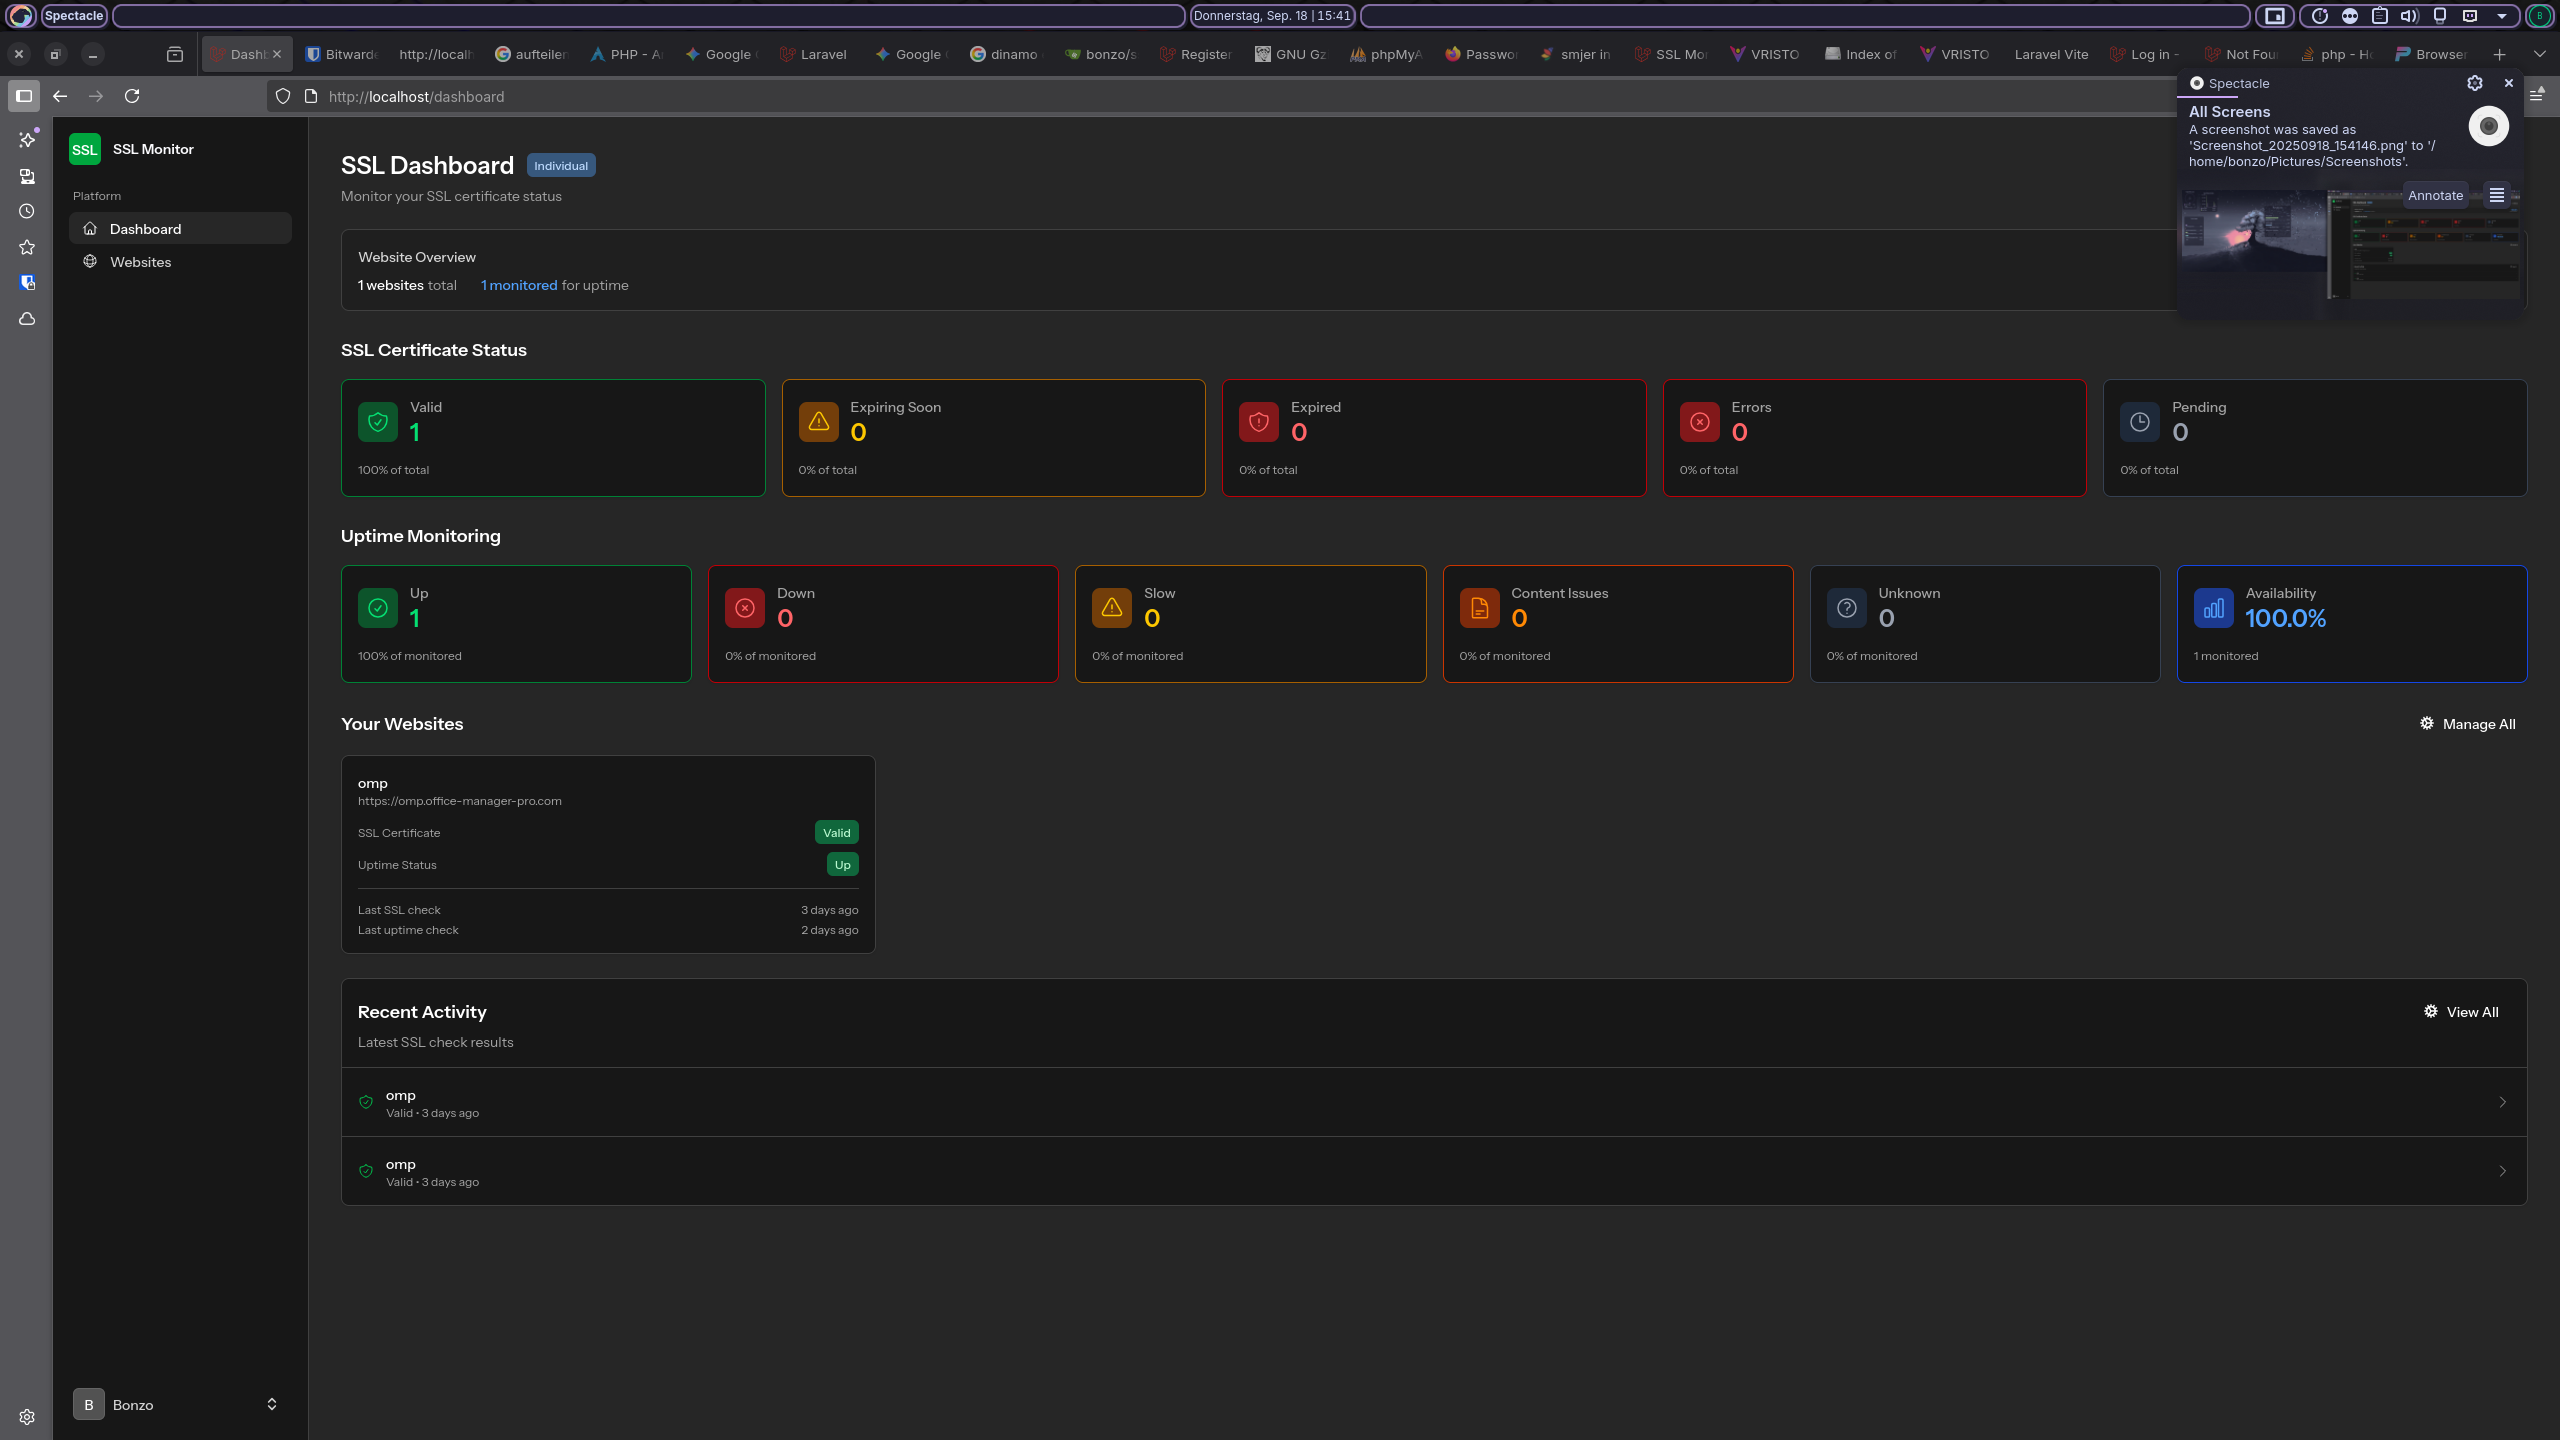 Spectacle
Donnerstag, Sep. 18 | 15:41
B
Dashb
Bitwarde
http://localh
aufteilen
PHP - A
Google
Laravel
Google
dinamo
bonzo/s
Register
GNU Gz
phpMyA
Passwor
smjer in
SSL Mon
VRISTO
Index of
VRISTO
Laravel Vite
Log in -
Not Fou
php - Ho
Browser
http://localhost/dashboard
Spectacle
All Screens
A screenshot was saved as
'Screenshot_20250918_154146.png' to '/
home/bonzo/Pictures/Screenshots'.
Annotate
SSL
SSL Monitor
Platform
Dashboard
Websites
SSL Dashboard
Individual
Monitor your SSL certificate status
Website Overview
1 websites total 1 monitored for uptime
SSL Certificate Status
Valid
1
100% of total
Expiring Soon
0
0% of total
Expired
0
0% of total
Errors
0
0% of total
Pending
0
0% of total
Uptime Monitoring
Up
1
100% of monitored
Down
0
0% of monitored
Slow
0
0% of monitored
Content Issues
0
0% of monitored
Unknown
0
0% of monitored
Availability
100.0%
1 monitored
Your Websites
Manage All
omp
https://omp.office-manager-pro.com
SSL Certificate Valid
Uptime Status Up
Last SSL check 3 days ago
Last uptime check 2 days ago
Recent Activity
View All
Latest SSL check results
omp
Valid • 3 days ago
omp
Valid • 3 days ago
B
Bonzo